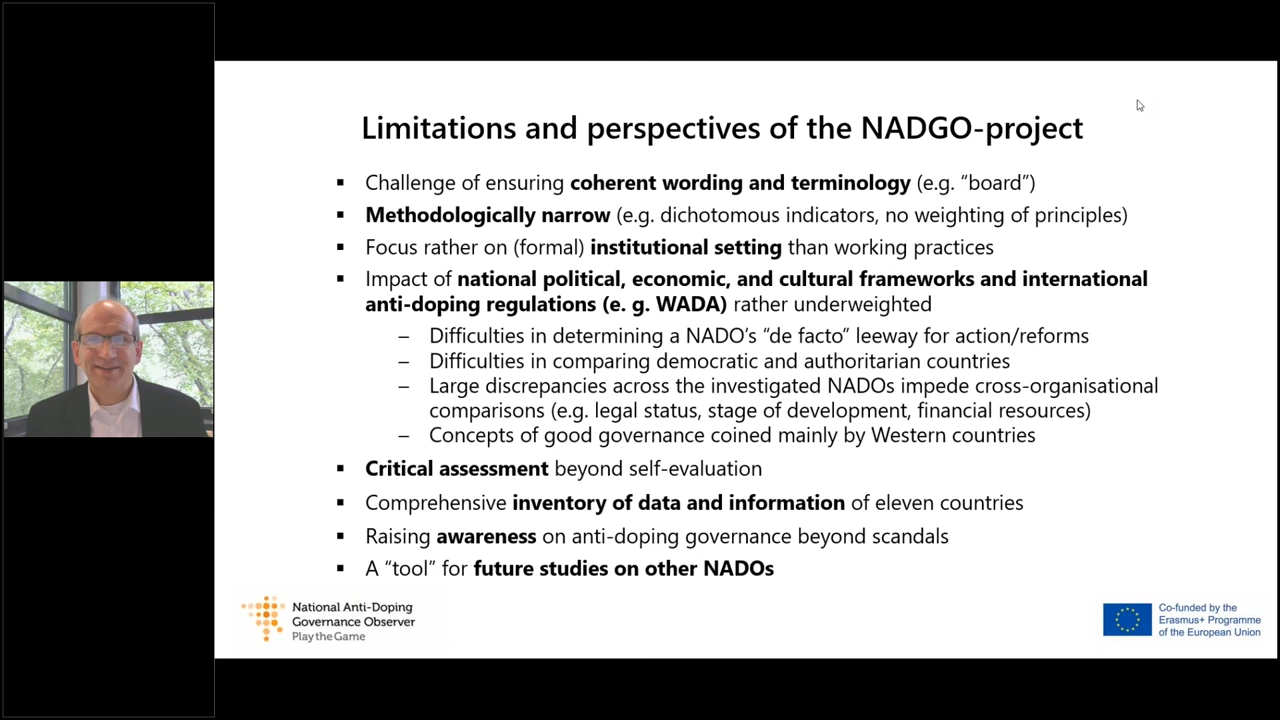 Limitations and perspectives of the NADGO-project
▪ Challenge of ensuring coherent wording and terminology (e.g. “board”)
▪ Methodologically narrow (e.g. dichotomous indicators, no weighting of principles)
▪ Focus rather on (formal) institutional setting than working practices
▪ Impact of national political, economic, and cultural frameworks and international
anti-doping regulations (e. g. WADA) rather underweighted
– Difficulties in determining a NADO’s “de facto” leeway for action/reforms
– Difficulties in comparing democratic and authoritarian countries
– Large discrepancies across the investigated NADOs impede cross-organisational
comparisons (e.g. legal status, stage of development, financial resources)
– Concepts of good governance coined mainly by Western countries
▪ Critical assessment beyond self-evaluation
▪ Comprehensive inventory of data and information of eleven countries
▪ Raising awareness on anti-doping governance beyond scandals
▪ A “tool” for future studies on other NADOs
National Anti-Doping
Governance Observer
Play the Game
Co-funded by the
Erasmus+ Programme
of the European Union